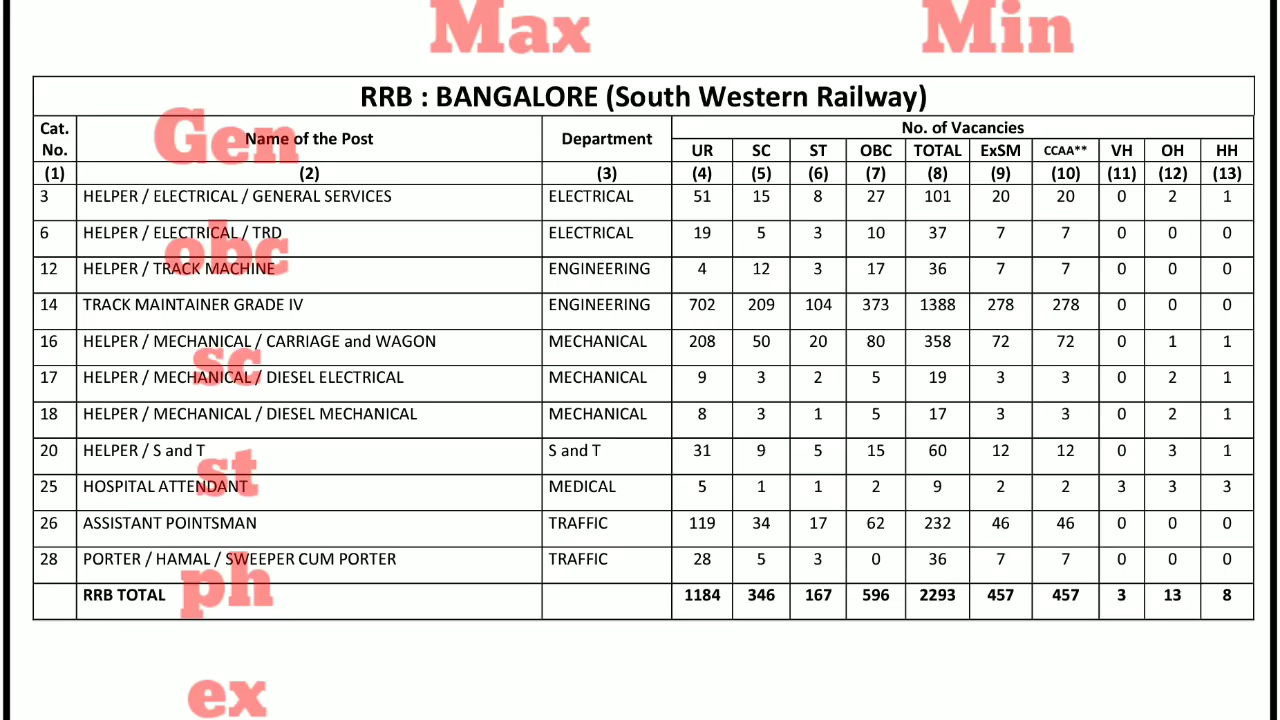 Max Min
RRB : BANGALORE (South Western Railway)
Cat. No. Name of the Post Department No. of Vacancies
UR SC ST OBC TOTAL ExSM CCAA** VH OH HH
(1) (2) (3) (4) (5) (6) (7) (8) (9) (10) (11) (12) (13)
Gen
3 HELPER / ELECTRICAL / GENERAL SERVICES ELECTRICAL 51 15 8 27 101 20 20 0 2 1
6 HELPER / ELECTRICAL / TRD ELECTRICAL 19 5 3 10 37 7 7 0 0 0
obc
12 HELPER / TRACK MACHINE ENGINEERING 4 12 3 17 36 7 7 0 0 0
14 TRACK MAINTAINER GRADE IV ENGINEERING 702 209 104 373 1388 278 278 0 0 0
16 HELPER / MECHANICAL / CARRIAGE and WAGON MECHANICAL 208 50 20 80 358 72 72 0 1 1
sc
17 HELPER / MECHANICAL / DIESEL ELECTRICAL MECHANICAL 9 3 2 5 19 3 3 0 2 1
18 HELPER / MECHANICAL / DIESEL MECHANICAL MECHANICAL 8 3 1 5 17 3 3 0 2 1
20 HELPER / S and T S and T 31 9 5 15 60 12 12 0 3 1
st
25 HOSPITAL ATTENDANT MEDICAL 5 1 1 2 9 2 2 3 3 3
26 ASSISTANT POINTSMAN TRAFFIC 119 34 17 62 232 46 46 0 0 0
28 PORTER / HAMAL / SWEEPER CUM PORTER TRAFFIC 28 5 3 0 36 7 7 0 0 0
ph
RRB TOTAL 1184 346 167 596 2293 457 457 3 13 8
ex